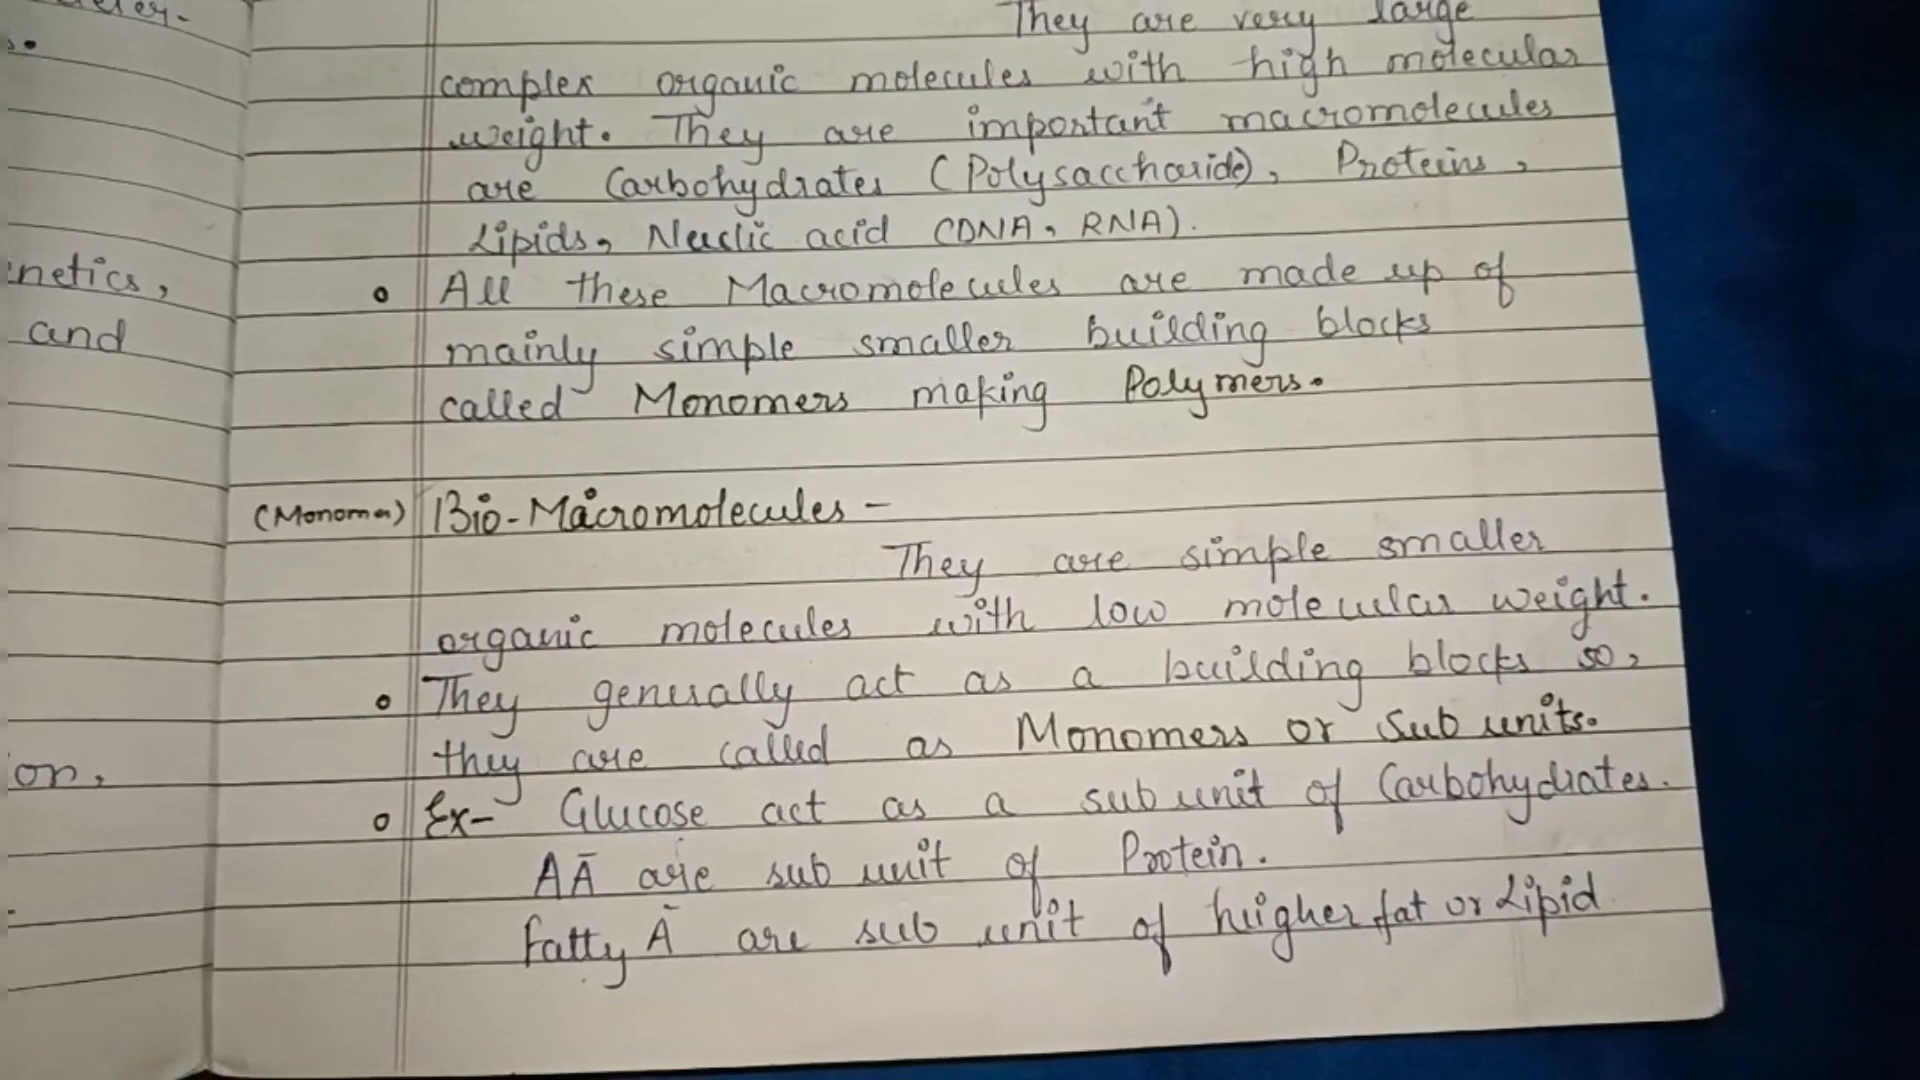 They are very large
complex organic molecules with high molecular
weight. They are important macromolecules
are Carbohydrates (Polysaccharide), Proteins,
Lipids, Nuclic acid (DNA, RNA).
enetics,
• All these Macromolecules are made up of
and
mainly simple smaller building blocks
called Monomers making Polymers.
(Monomer) Bio-Macromolecules -
They are simple smaller
organic molecules with low molecular weight.
• They generally act as a building blocks so,
they are called as Monomers or Sub units.
on,
• Ex- Glucose act as a sub unit of Carbohydrates.
AĀ are sub unit of Protein.
Fatty Ā are sub unit of higher fat or Lipid